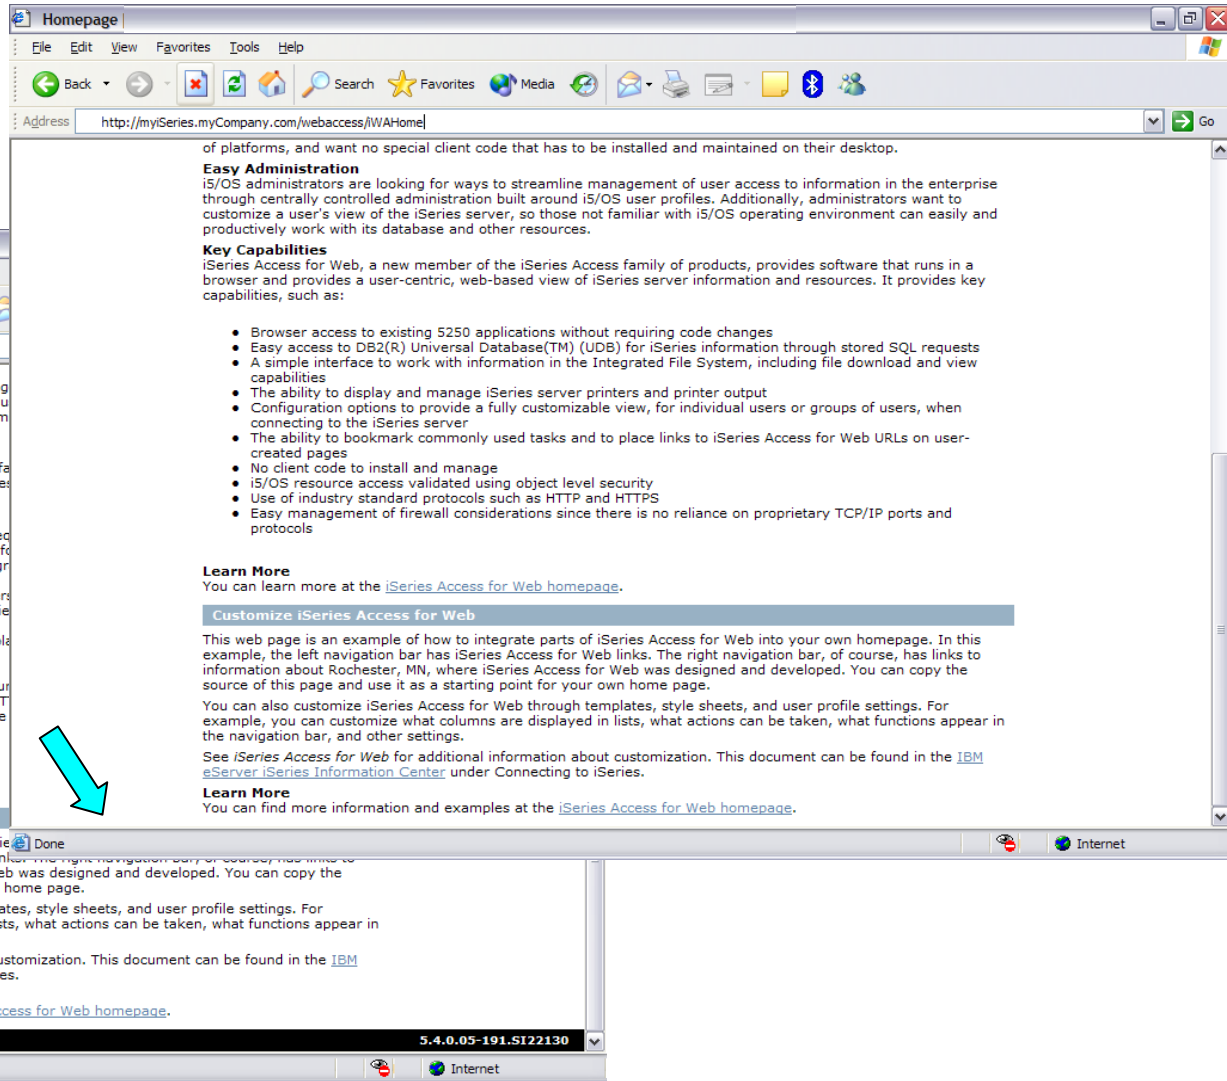 Homepage
File Edit View Favorites Tools Help
Back Search Favorites Media
Address http://myiSeries.myCompany.com/webaccess/iWAHome Go
of platforms, and want no special client code that has to be installed and maintained on their desktop.
Easy Administration
i5/OS administrators are looking for ways to streamline management of user access to information in the enterprise
through centrally controlled administration built around i5/OS user profiles. Additionally, administrators want to
customize a user's view of the iSeries server, so those not familiar with i5/OS operating environment can easily and
productively work with its database and other resources.
Key Capabilities
iSeries Access for Web, a new member of the iSeries Access family of products, provides software that runs in a
browser and provides a user-centric, web-based view of iSeries server information and resources. It provides key
capabilities, such as:
● Browser access to existing 5250 applications without requiring code changes
● Easy access to DB2(R) Universal Database(TM) (UDB) for iSeries information through stored SQL requests
● A simple interface to work with information in the Integrated File System, including file download and view
capabilities
● The ability to display and manage iSeries server printers and printer output
● Configuration options to provide a fully customizable view, for individual users or groups of users, when
connecting to the iSeries server
● The ability to bookmark commonly used tasks and to place links to iSeries Access for Web URLs on user-
created pages
● No client code to install and manage
● i5/OS resource access validated using object level security
● Use of industry standard protocols such as HTTP and HTTPS
● Easy management of firewall considerations since there is no reliance on proprietary TCP/IP ports and
protocols
Learn More
You can learn more at the iSeries Access for Web homepage.
Customize iSeries Access for Web
This web page is an example of how to integrate parts of iSeries Access for Web into your own homepage. In this
example, the left navigation bar has iSeries Access for Web links. The right navigation bar, of course, has links to
information about Rochester, MN, where iSeries Access for Web was designed and developed. You can copy the
source of this page and use it as a starting point for your own home page.
You can also customize iSeries Access for Web through templates, style sheets, and user profile settings. For
example, you can customize what columns are displayed in lists, what actions can be taken, what functions appear in
the navigation bar, and other settings.
See iSeries Access for Web for additional information about customization. This document can be found in the IBM
eServer iSeries Information Center under Connecting to iSeries.
Learn More
You can find more information and examples at the iSeries Access for Web homepage.
Done Internet
The right navigation bar, of course, has links to
eb was designed and developed. You can copy the
home page.
ates, style sheets, and user profile settings. For
sts, what actions can be taken, what functions appear in
ustomization. This document can be found in the IBM
es.
ccess for Web homepage.
5.4.0.05-191.SI22130
Internet